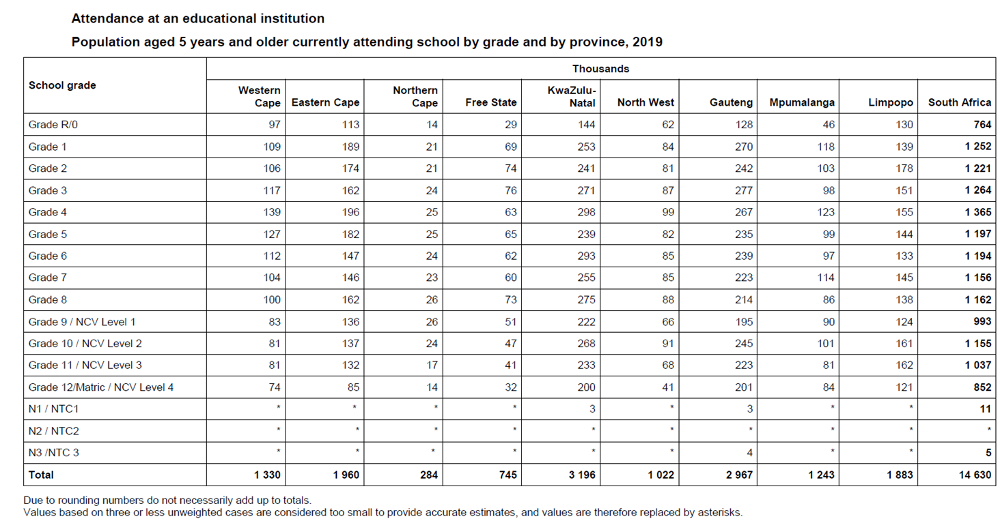 Attendance at an educational institution
Population aged 5 years and older currently attending school by grade and by province, 2019
School grade Thousands
Western Cape Eastern Cape Northern Cape Free State KwaZulu-Natal North West Gauteng Mpumalanga Limpopo South Africa
Grade R/0 97 113 14 29 144 62 128 46 130 764
Grade 1 109 189 21 69 253 84 270 118 139 1 252
Grade 2 106 174 21 74 241 81 242 103 178 1 221
Grade 3 117 162 24 76 271 87 277 98 151 1 264
Grade 4 139 196 25 63 298 99 267 123 155 1 365
Grade 5 127 182 25 65 239 82 235 99 144 1 197
Grade 6 112 147 24 62 293 85 239 97 133 1 194
Grade 7 104 146 23 60 255 85 223 114 145 1 156
Grade 8 100 162 26 73 275 88 214 86 138 1 162
Grade 9 / NCV Level 1 83 136 26 51 222 66 195 90 124 993
Grade 10 / NCV Level 2 81 137 24 47 268 91 245 101 161 1 155
Grade 11 / NCV Level 3 81 132 17 41 233 68 223 81 162 1 037
Grade 12/Matric / NCV Level 4 74 85 14 32 200 41 201 84 121 852
N1 / NTC1 * * * * 3 * 3 * * 11
N2 / NTC2 * * * * * * * * * *
N3 /NTC 3 * * * * * * 4 * * 5
Total 1 330 1 960 284 745 3 196 1 022 2 967 1 243 1 883 14 630
Due to rounding numbers do not necessarily add up to totals.
Values based on three or less unweighted cases are considered too small to provide accurate estimates, and values are therefore replaced by asterisks.